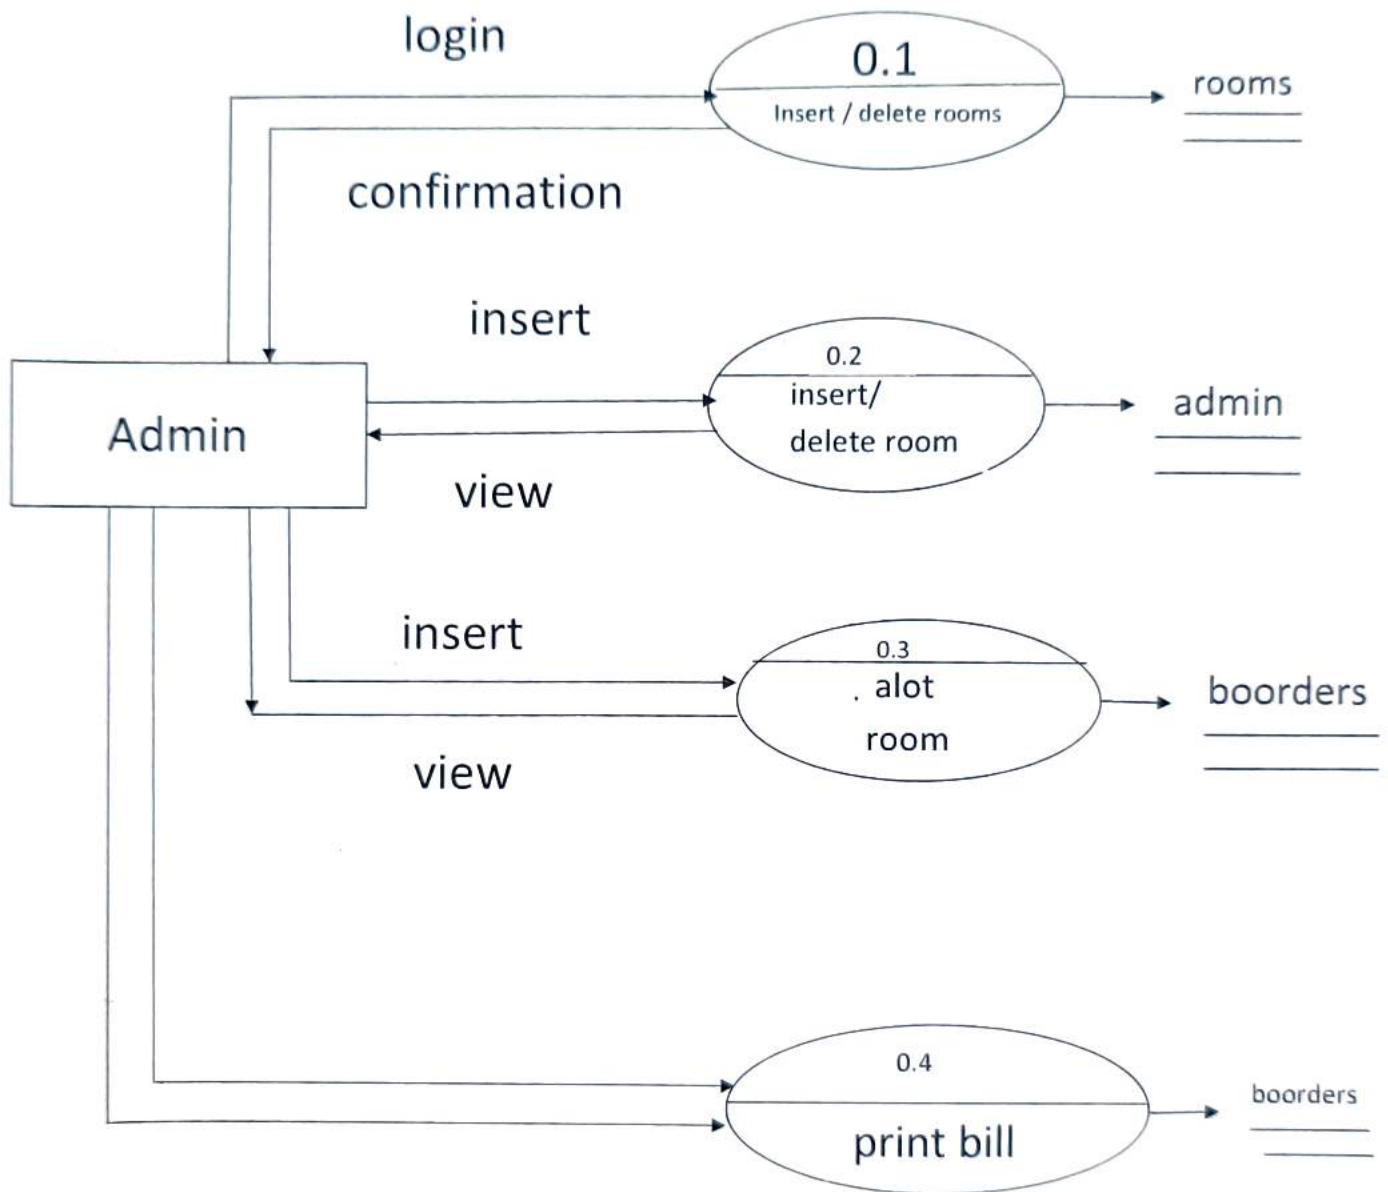 login
0.1
Insert / delete rooms
rooms
confirmation
insert
0.2
insert/
delete room
admin
Admin
view
insert
0.3
. alot
room
boorders
view
0.4
print bill
boorders